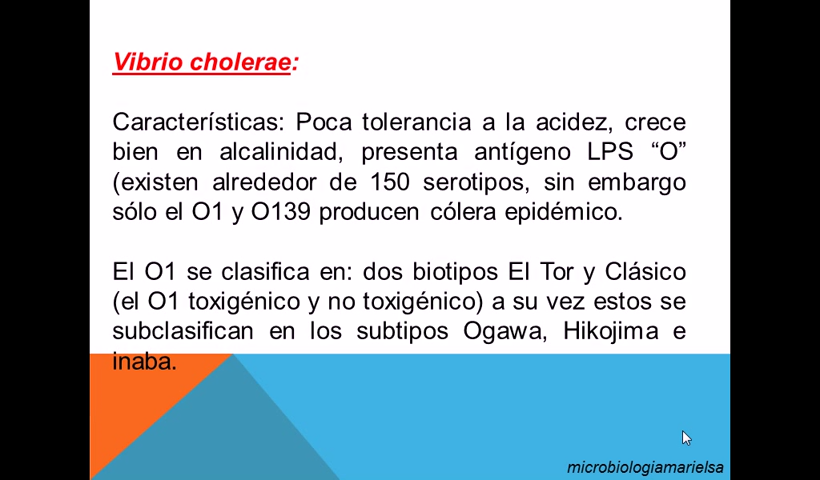 Vibrio cholerae:
Características: Poca tolerancia a la acidez, crece
bien en alcalinidad, presenta antígeno LPS “O”
(existen alrededor de 150 serotipos, sin embargo
sólo el O1 y O139 producen cólera epidémico.
El O1 se clasifica en: dos biotipos El Tor y Clásico
(el O1 toxigénico y no toxigénico) a su vez estos se
subclasifican en los subtipos Ogawa, Hikojima e
inaba.
microbiologiamarielsa